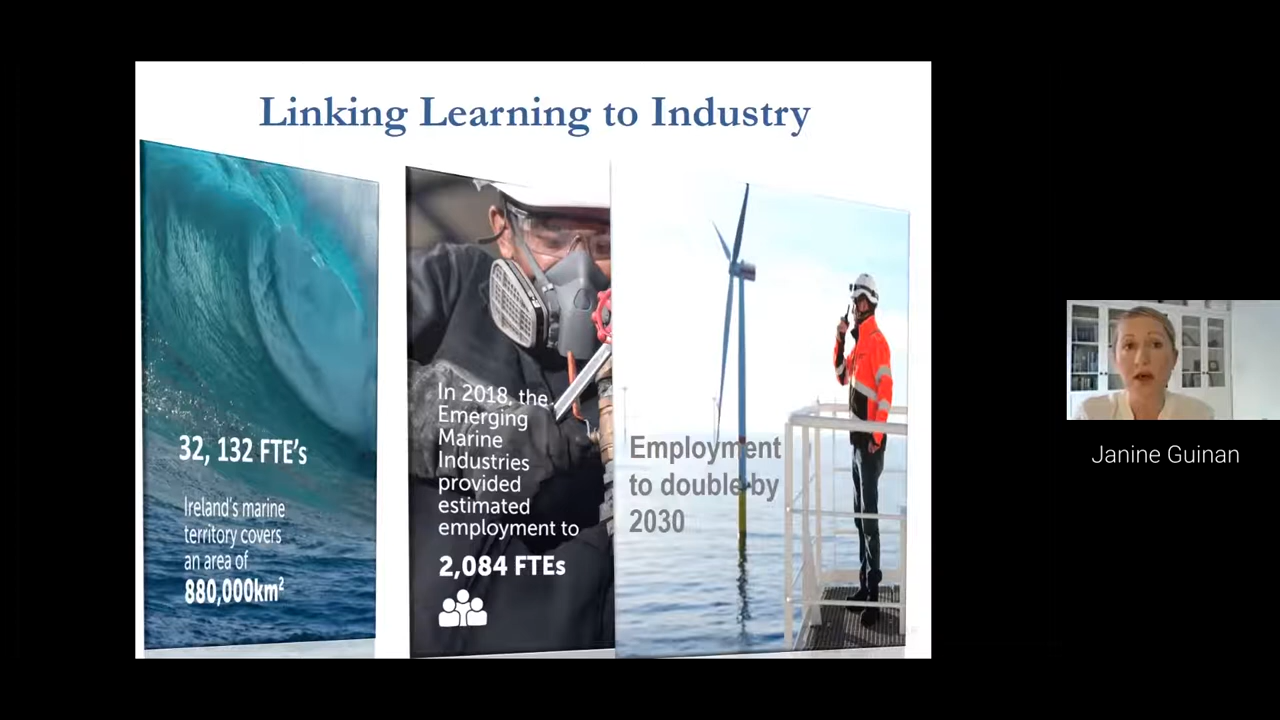 Linking Learning to Industry
32, 132 FTE's
Ireland's marine
territory covers
an area of
880,000km²
In 2018, the
Emerging
Marine
Industries
provided
estimated
employment to
2,084 FTEs
Employment
to double by
2030
Janine Guinan